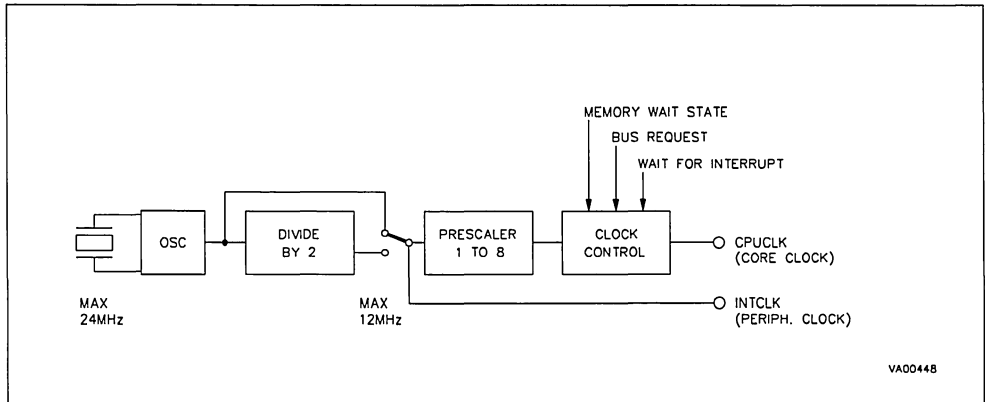 MEMORY WAIT STATE
BUS REQUEST
WAIT FOR INTERRUPT
OSC
DIVIDE
BY 2
PRESCALER
1 TO 8
CLOCK
CONTROL
CPUCLK
(CORE CLOCK)
MAX
24MHz
MAX
12MHz
INTCLK
(PERIPH. CLOCK)
VA00448